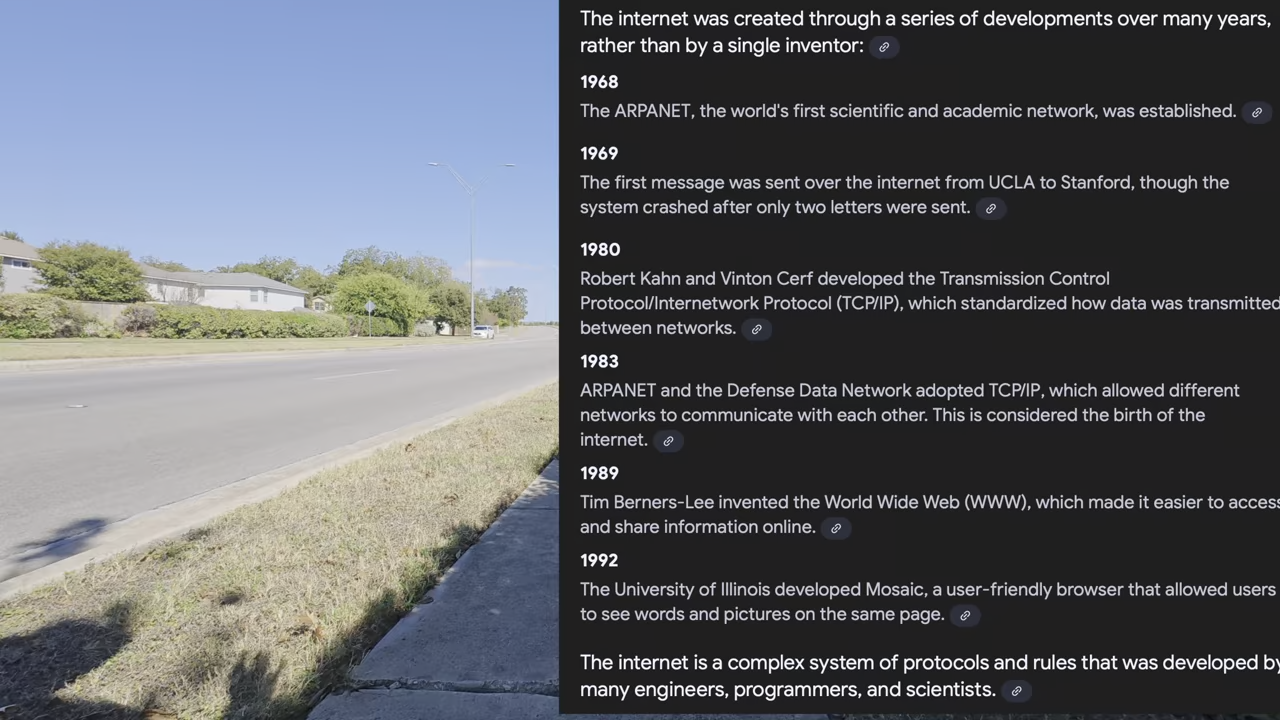 The internet was created through a series of developments over many years,
rather than by a single inventor:
1968
The ARPANET, the world's first scientific and academic network, was established.
1969
The first message was sent over the internet from UCLA to Stanford, though the
system crashed after only two letters were sent.
1980
Robert Kahn and Vinton Cerf developed the Transmission Control
Protocol/Internetwork Protocol (TCP/IP), which standardized how data was transmitted
between networks.
1983
ARPANET and the Defense Data Network adopted TCP/IP, which allowed different
networks to communicate with each other. This is considered the birth of the
internet.
1989
Tim Berners-Lee invented the World Wide Web (WWW), which made it easier to access
and share information online.
1992
The University of Illinois developed Mosaic, a user-friendly browser that allowed users
to see words and pictures on the same page.
The internet is a complex system of protocols and rules that was developed by
many engineers, programmers, and scientists.